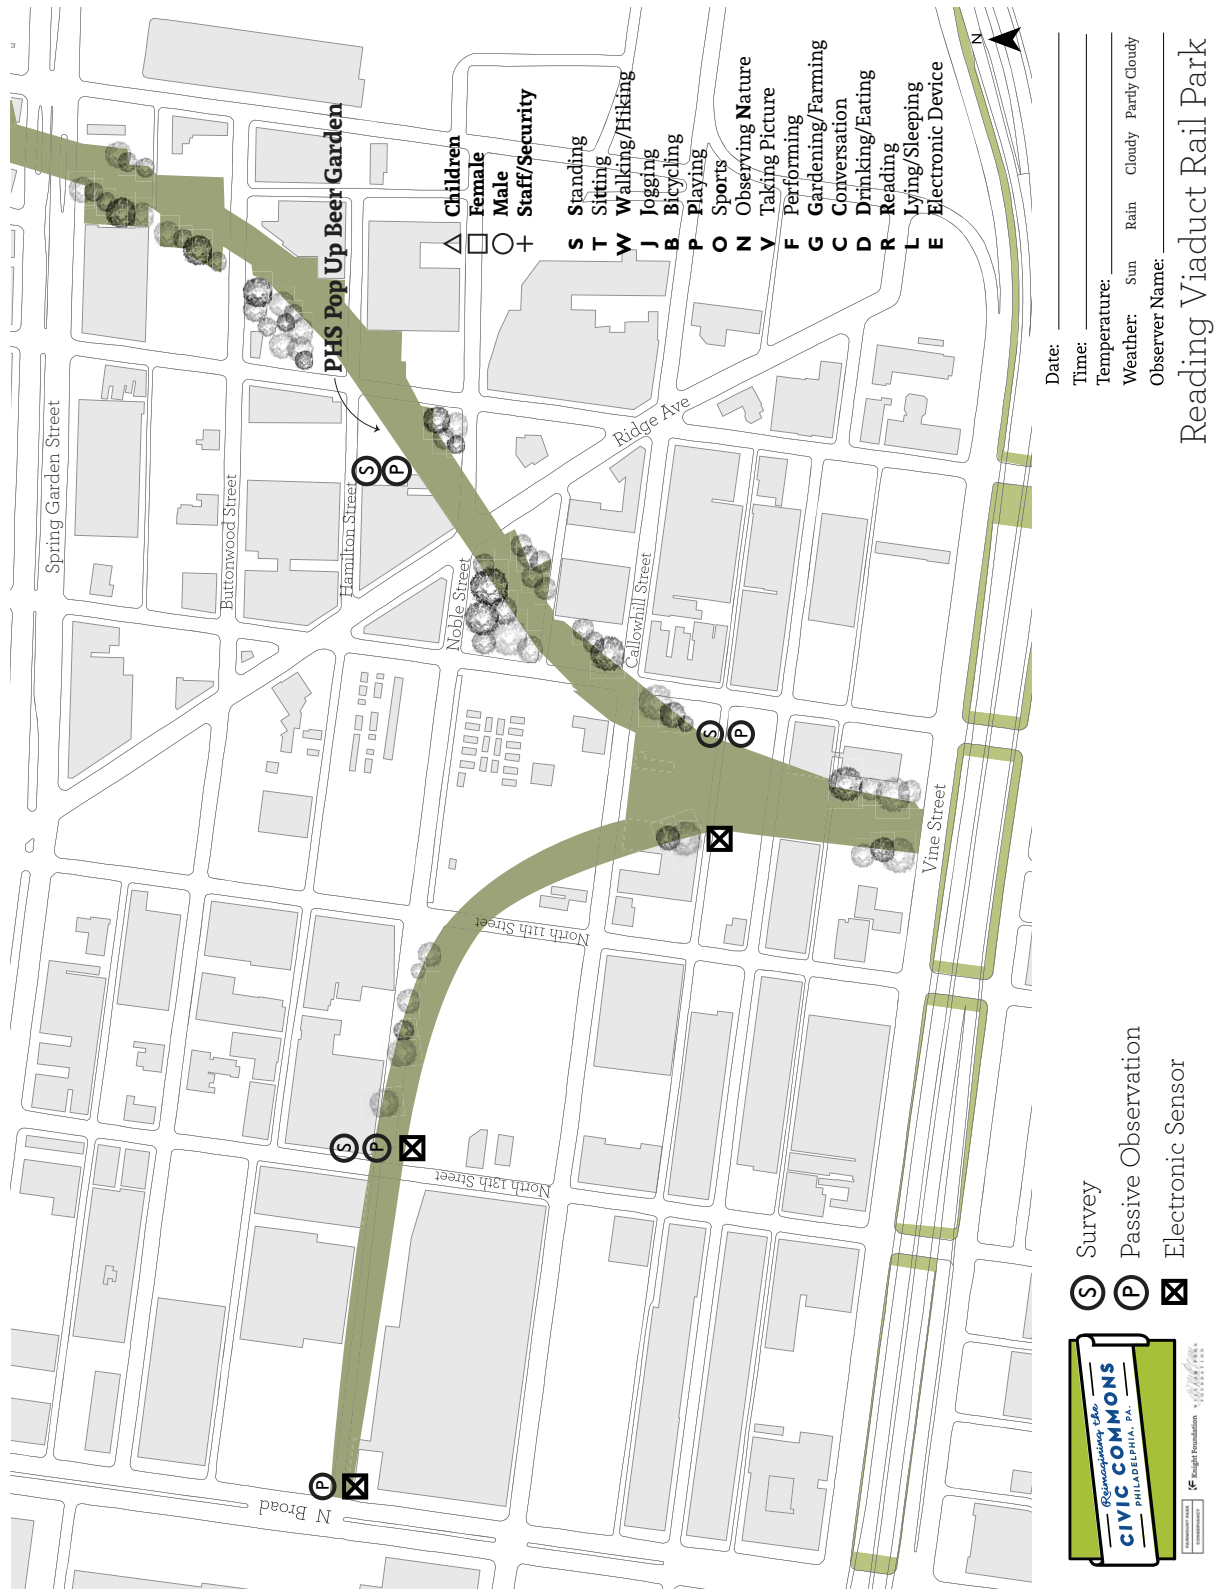 Reading Viaduct Rail Park
Date:
Time:
Temperature:
Weather: Sun Rain Cloudy Partly Cloudy
Observer Name:
N
PHS Pop Up Beer Garden
Children
Female
Male
Staff/Security
S Standing
T Sitting
W Walking/Hiking
J Jogging
B Bicycling
P Playing
O Sports
N Observing Nature
V Taking Picture
F Performing
G Gardening/Farming
C Conversation
D Drinking/Eating
R Reading
L Lying/Sleeping
E Electronic Device
Spring Garden Street
Buttonwood Street
Hamilton Street
Noble Street
Callowhill Street
Ridge Ave
Vine Street
North 11th Street
North 13th Street
N Broad
S
P
S
P
S
P
P
S Survey
P Passive Observation
Electronic Sensor
Reimagining the
CIVIC COMMONS
PHILADELPHIA, PA.
FAIRMOUNT PARK
CONSERVANCY
KF Knight Foundation